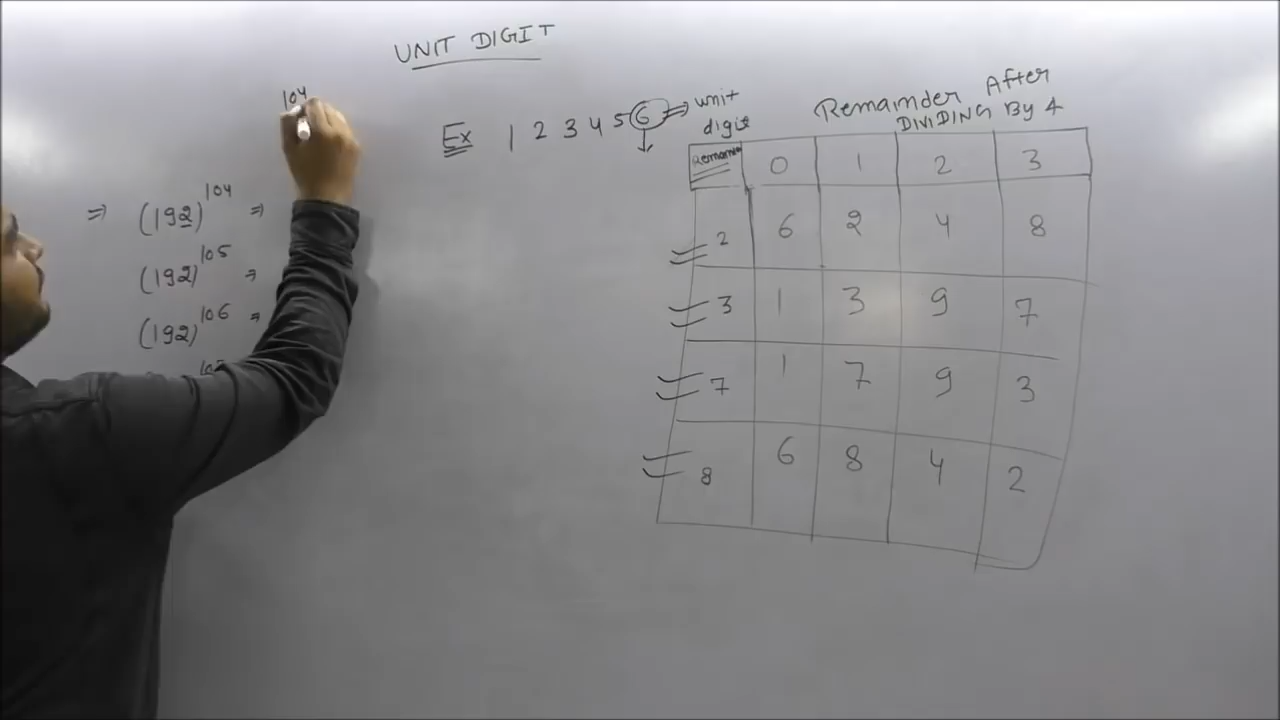 UNIT DIGIT
104
Ex 1 2 3 4 5 6 ⇒ unit digit
⇒ (192)^104 ⇒
(192)^105 ⇒
(192)^106 ⇒
Remainder After
DIVIDING By 4
Remainder 0 1 2 3
2 6 2 4 8
3 1 3 9 7
7 1 7 9 3
8 6 8 4 2